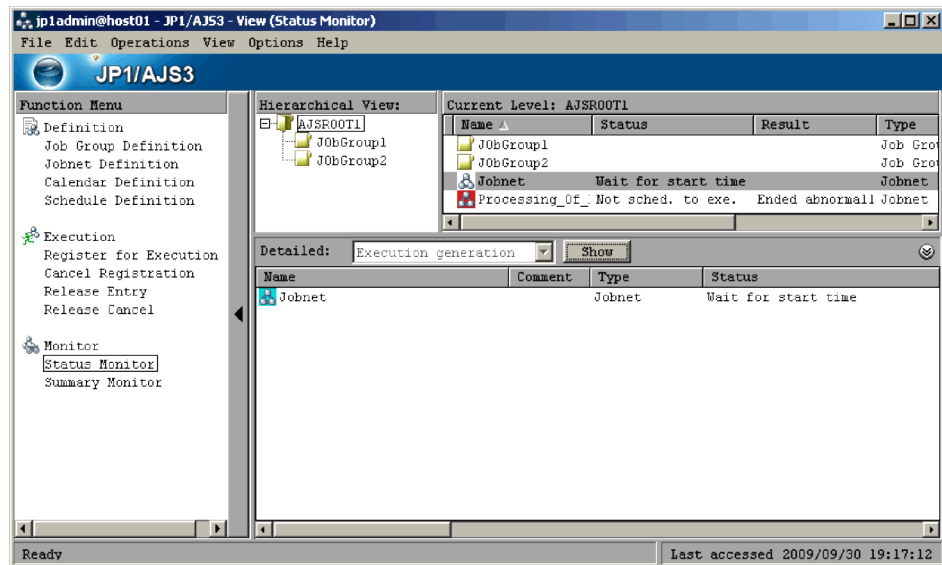 jp1admin@host01 - JP1/AJS3 - View (Status Monitor)
File Edit Operations View Options Help
JP1/AJS3
Function Menu
Definition
Job Group Definition
Jobnet Definition
Calendar Definition
Schedule Definition
Execution
Register for Execution
Cancel Registration
Release Entry
Release Cancel
Monitor
Status Monitor
Summary Monitor
Hierarchical View:
AJSROOT1
J0bGroup1
J0bGroup2
Current Level: AJSROOT1
Name Status Result Type
J0bGroup1 Job Grou
J0bGroup2 Job Grou
Jobnet Wait for start time Jobnet
Processing_Of_ Not sched. to exe. Ended abnormall Jobnet
Detailed: Execution generation Show
Name Comment Type Status
Jobnet Jobnet Wait for start time
Ready Last accessed 2009/09/30 19:17:12